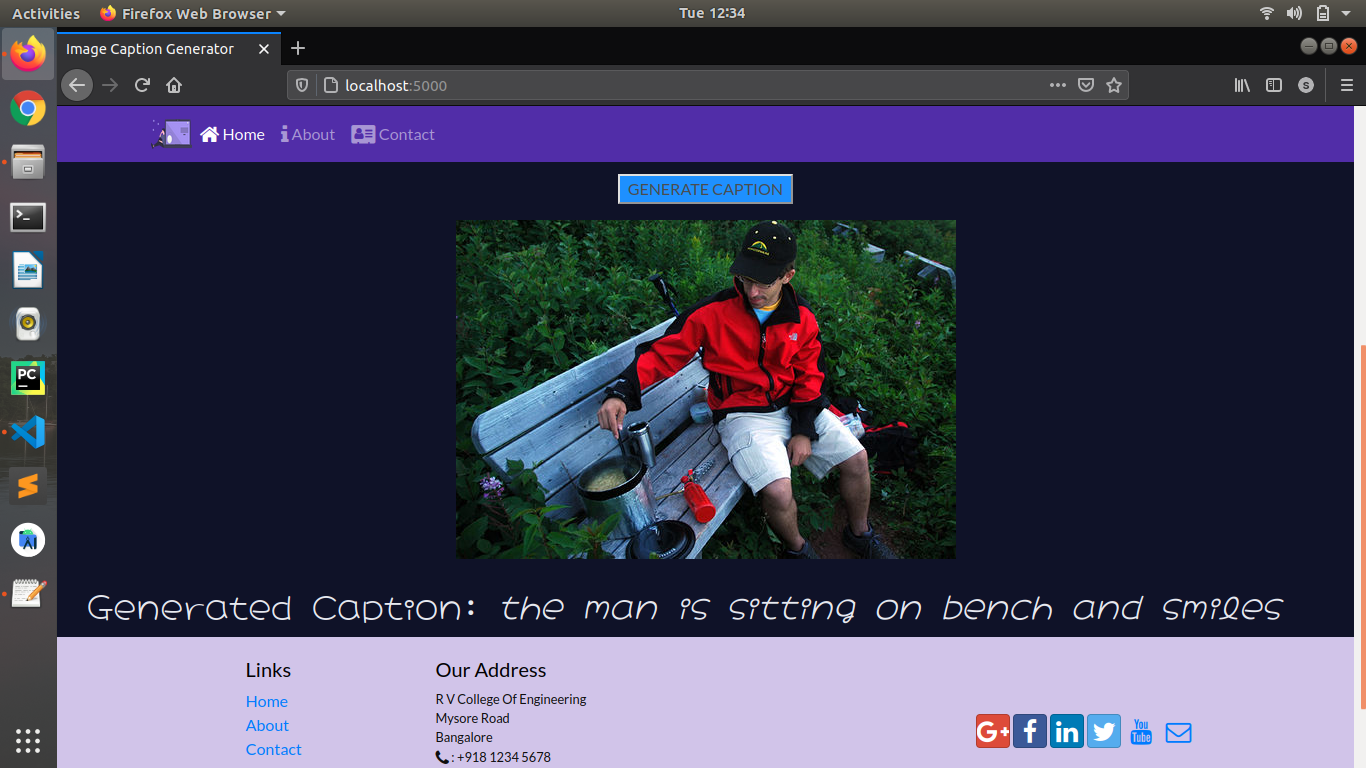 Activities Firefox Web Browser Tue 12:34
Image Caption Generator
localhost:5000
S
Home About Contact
GENERATE CAPTION
Generated Caption: the man is sitting on bench and smiles
Links
Home
About
Contact
Our Address
R V College Of Engineering
Mysore Road
Bangalore
: +918 1234 5678
G+ f in You Tube
PC